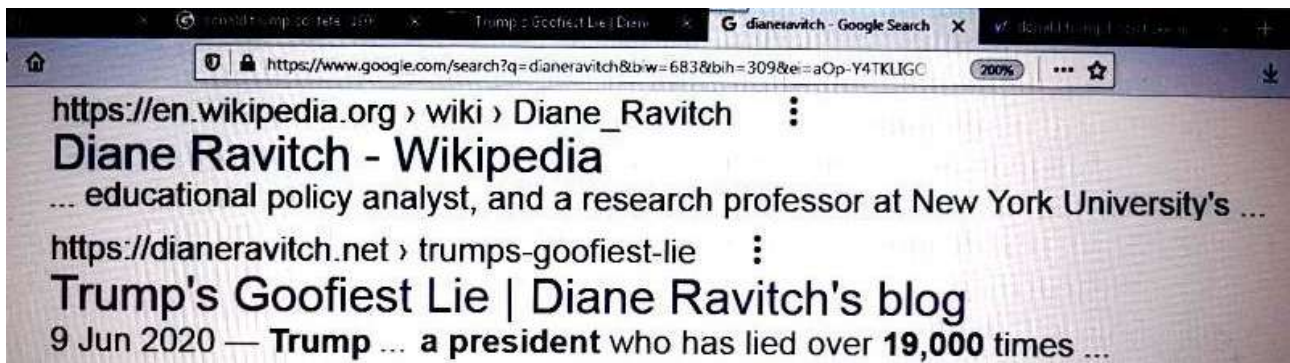 Trump's Goofiest Lie | Dian
dianeravitch - Google Search
https://www.google.com/search?q=dianeravitch&biw=683&bih=309&ei=aOp-Y4TKLIGC
200%
https://en.wikipedia.org › wiki › Diane_Ravitch
Diane Ravitch - Wikipedia
... educational policy analyst, and a research professor at New York University's ...
https://dianeravitch.net › trumps-goofiest-lie
Trump's Goofiest Lie | Diane Ravitch's blog
9 Jun 2020 — Trump ... a president who has lied over 19,000 times ...